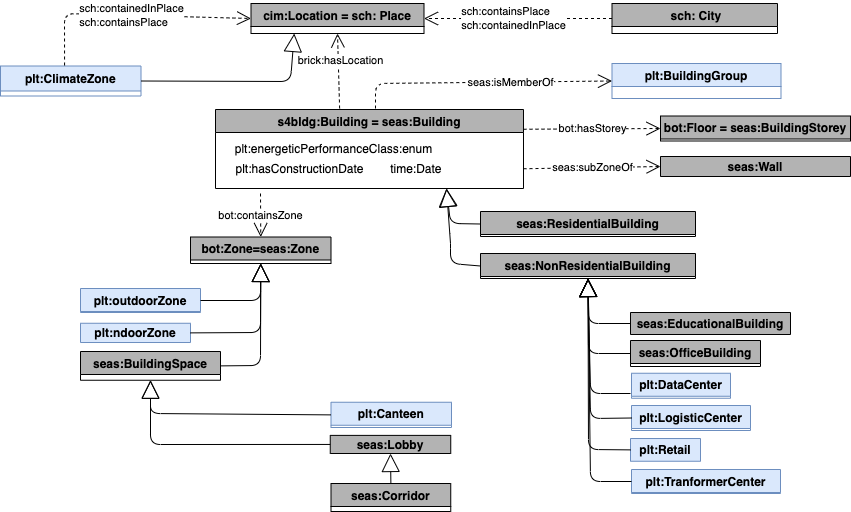 sch:containedInPlace
sch:containsPlace
cim:Location = sch: Place
sch:containsPlace
sch:containedInPlace
sch: City
brick:hasLocation
plt:ClimateZone
seas:isMemberOf
plt:BuildingGroup
s4bldg:Building = seas:Building
plt:energeticPerformanceClass:enum
plt:hasConstructionDate time:Date
bot:hasStorey
bot:Floor = seas:BuildingStorey
seas:subZoneOf
seas:Wall
bot:containsZone
bot:Zone=seas:Zone
seas:ResidentialBuilding
seas:NonResidentialBuilding
plt:outdoorZone
plt:ndoorZone
seas:BuildingSpace
seas:EducationalBuilding
seas:OfficeBuilding
plt:DataCenter
plt:LogisticCenter
plt:Retail
plt:TranformerCenter
plt:Canteen
seas:Lobby
seas:Corridor